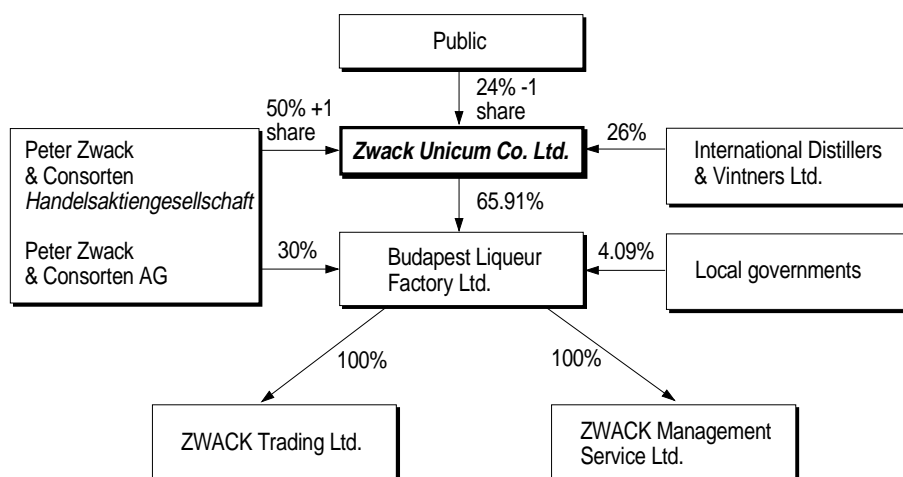 Public
50% +1
share
24% -1
share
Peter Zwack
& Consorten
Handelsaktiengesellschaft
Zwack Unicum Co. Ltd.
26%
International Distillers
& Vintners Ltd.
65.91%
Peter Zwack
& Consorten AG
30%
Budapest Liqueur
Factory Ltd.
4.09%
Local governments
100%
100%
ZWACK Trading Ltd.
ZWACK Management
Service Ltd.